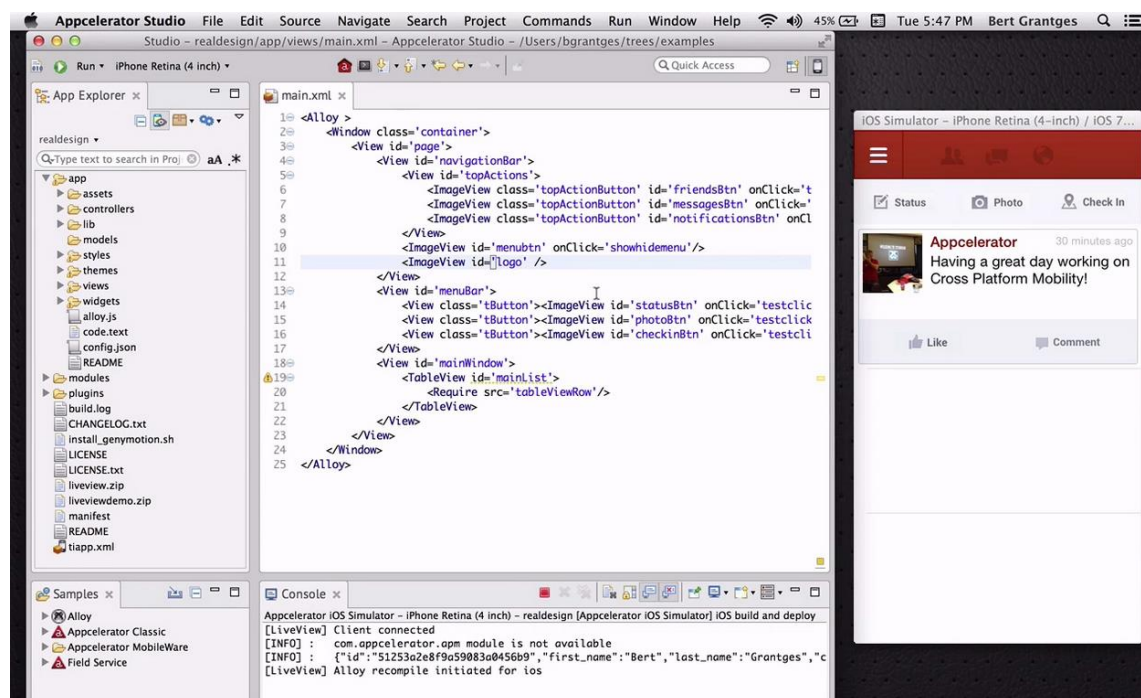 Appcelerator Studio File Edit Source Navigate Search Project Commands Run Window Help 45% Tue 5:47 PM Bert Grantges
Studio – realdesign/app/views/main.xml – Appcelerator Studio – /Users/bgrantges/trees/examples
Run iPhone Retina (4 inch) Quick Access
App Explorer
realdesign
Type text to search in Proj aA .*
app
assets
controllers
lib
models
styles
themes
views
widgets
alloy.js
code.text
config.json
README
modules
plugins
build.log
CHANGELOG.txt
install_genymotion.sh
LICENSE
LICENSE.txt
liveview.zip
liveviewdemo.zip
manifest
README
tiapp.xml
main.xml
1 <Alloy >
2 <Window class='container'>
3 <View id='page'>
4 <View id='navigationBar'>
5 <View id='topActions'>
6 <ImageView class='topActionButton' id='friendsBtn' onClick='t
7 <ImageView class='topActionButton' id='messagesBtn' onClick='
8 <ImageView class='topActionButton' id='notificationsBtn' onCl
9 </View>
10 <ImageView id='menubtn' onClick='showhidemenu'/>
11 <ImageView id='logo' />
12 </View>
13 <View id='menuBar'>
14 <View class='tButton'><ImageView id='statusBtn' onClick='testclic
15 <View class='tButton'><ImageView id='photoBtn' onClick='testclick
16 <View class='tButton'><ImageView id='checkinBtn' onClick='testcli
17 </View>
18 <View id='mainWindow'>
19 <TableView id='mainList'>
20 <Require src='tableViewRow'/>
21 </TableView>
22 </View>
23 </View>
24 </Window>
25 </Alloy>
iOS Simulator – iPhone Retina (4-inch) / iOS 7...
Status Photo Check In
Appcelerator 30 minutes ago
Having a great day working on
Cross Platform Mobility!
Like Comment
Samples
Alloy
Appcelerator Classic
Appcelerator MobileWare
Field Service
Console
Appcelerator iOS Simulator – iPhone Retina (4 inch) – realdesign [Appcelerator iOS Simulator] iOS build and deploy
[LiveView] Client connected
[INFO] : com.appcelerator.apm module is not available
[INFO] : {"id":"51253a2e8f9a59083a0456b9","first_name":"Bert","last_name":"Grantges","c
[LiveView] Alloy recompile initiated for ios